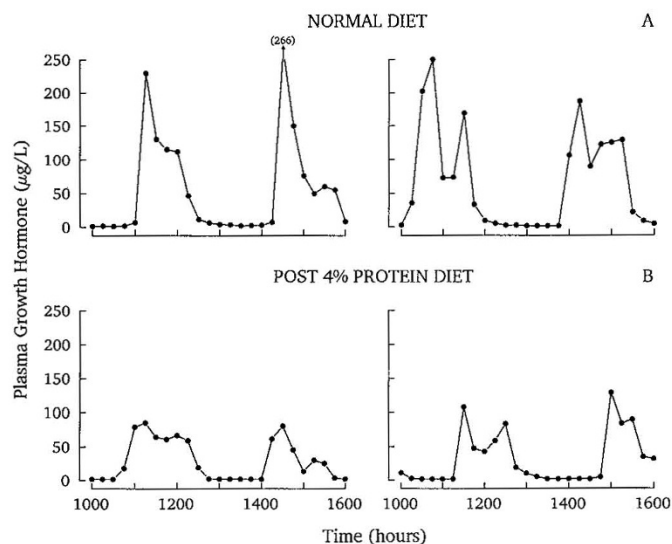 NORMAL DIET A
(266)
250
200
150
100
50
0
POST 4% PROTEIN DIET B
250
200
150
100
50
0
1000 1200 1400 1600 1000 1200 1400 1600
Plasma Growth Hormone (μg/L)
Time (hours)